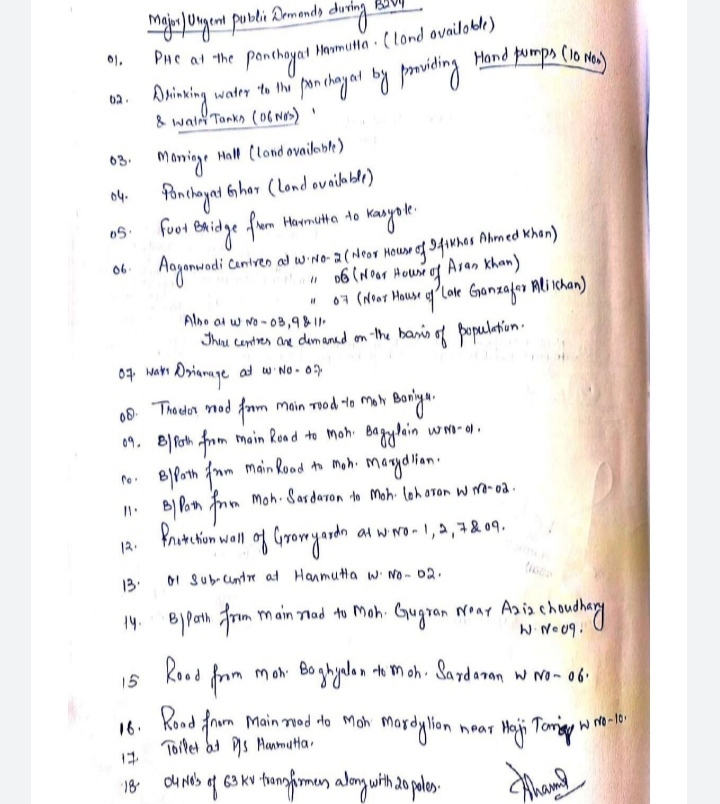 Major/Urgent public Demands during B2V4
01. PHC at the panchayat Harmutta. (land available)
02. Drinking water to the panchayat by providing Hand pumps (10 Nos)
& Water Tanks (06 No's)
03. Marriage Hall (land available)
04. Panchayat Ghar (Land available)
05. Foot Bridge from Harmutta to Kasyote.
06. Aaganwadi Centres at W. No-2 (Near House of Iftikhar Ahmed Khan)
" 06 (Near House of Aras Khan)
" 07 (Near House of Late Ganzafar Ali Khan)
Also at W No - 03, 9 & 11.
These centres are demaned on the basis of population.
07. Water Drianage at W. No - 07
08. Tractor road from main road to Moh Baniya.
09. B/Path from main Road to Moh. Bagylain W No-01.
10. B/Path from main Road to Moh. Marydlian.
11. B/Path from Moh. Sardaran to Moh. Loharan W No-02.
12. Protection wall of Graveyards at W. No - 1, 2, 7 & 09.
13. 01 Sub-centre at Harmutta W. No - 02.
14. B/Path from main road to Moh. Gugran Near Aziz choudhary
W. No 09.
15 Road from Moh. Baghyalan to Moh. Sardaran W No - 06.
16. Road from Main road to Moh Mardylian near Haji Tariq W No-10.
17 Toilet at P/S Harmutta.
18. 04 No's of 63 KV transformers along with 20 poles.